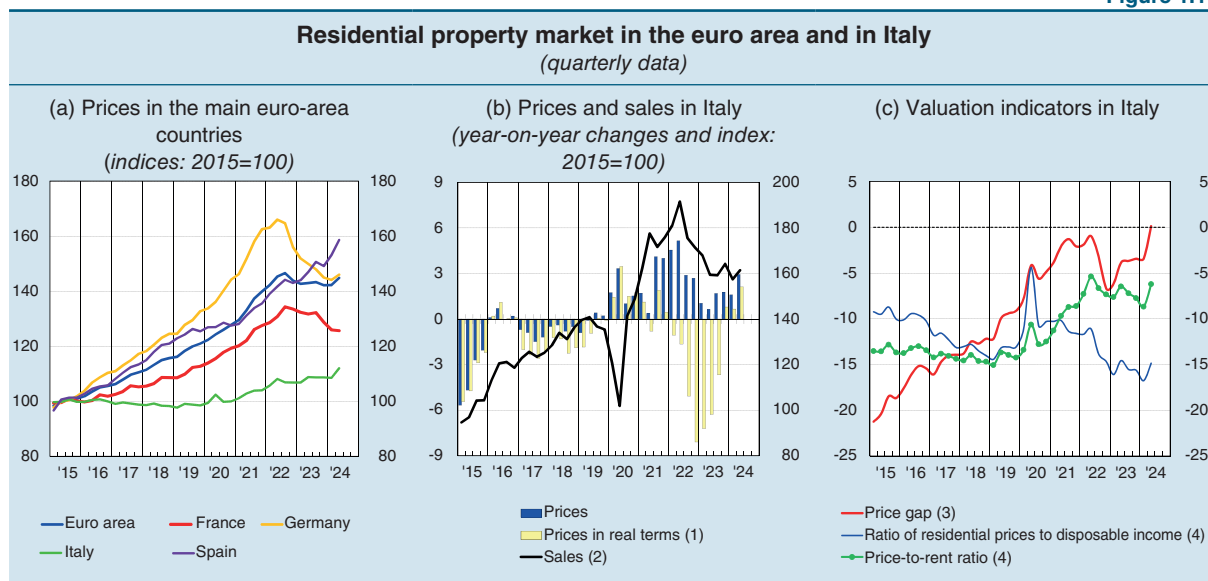 Residential property market in the euro area and in Italy
(quarterly data)
(a) Prices in the main euro-area
countries
(indices: 2015=100)
180 180
160 160
140 140
120 120
100 100
80 80
'15 '16 '17 '18 '19 '20 '21 '22 '23 '24
Euro area France Germany
Italy Spain
(b) Prices and sales in Italy
(year-on-year changes and index:
2015=100)
9 200
6 180
3 160
0 140
-3 120
-6 100
-9 80
'15 '16 '17 '18 '19 '20 '21 '22 '23 '24
Prices
Prices in real terms (1)
Sales (2)
(c) Valuation indicators in Italy
5 5
0 0
-5 -5
-10 -10
-15 -15
-20 -20
-25 -25
'15 '16 '17 '18 '19 '20 '21 '22 '23 '24
Price gap (3)
Ratio of residential prices to disposable income (4)
Price-to-rent ratio (4)